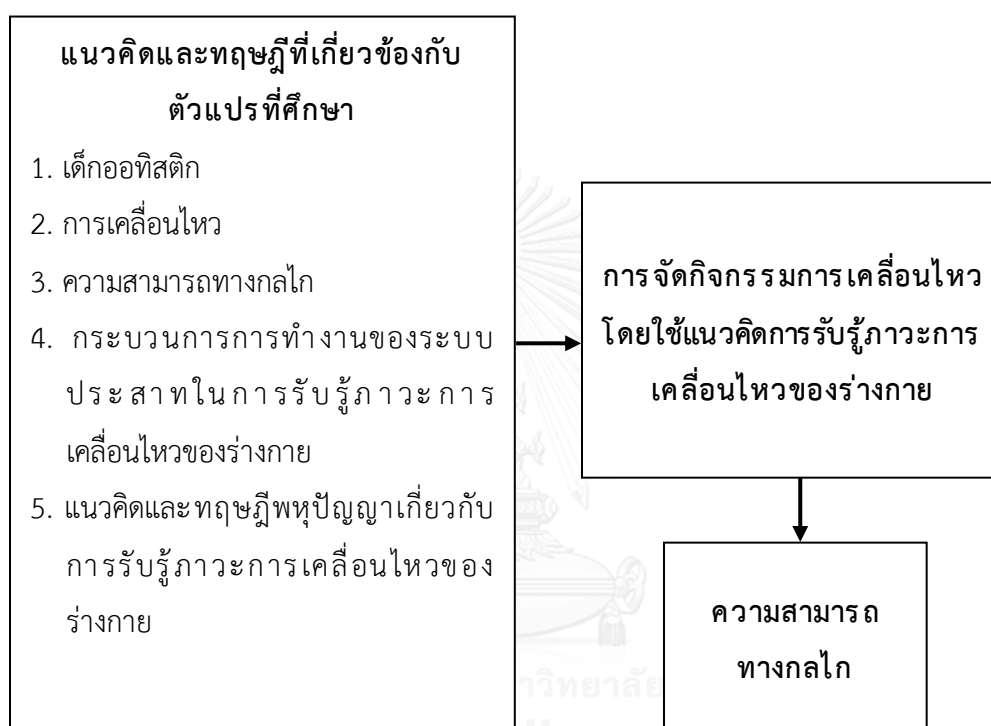 แนวคิดและทฤษฎีที่เกี่ยวข้องกับ
ตัวแปรที่ศึกษา
1. เด็กออทิสติก
2. การเคลื่อนไหว
3. ความสามารถทางกลไก
4. กระบวนการการทำงานของระบบ
ประสาทในการรับรู้ภาวะการ
เคลื่อนไหวของร่างกาย
5. แนวคิดและทฤษฎีพหุปัญญาเกี่ยวกับ
การรับรู้ภาวะการเคลื่อนไหวของ
ร่างกาย
การจัดกิจกรรมการเคลื่อนไหว
โดยใช้แนวคิดการรับรู้ภาวะการ
เคลื่อนไหวของร่างกาย
ความสามารถ
ทางกลไก